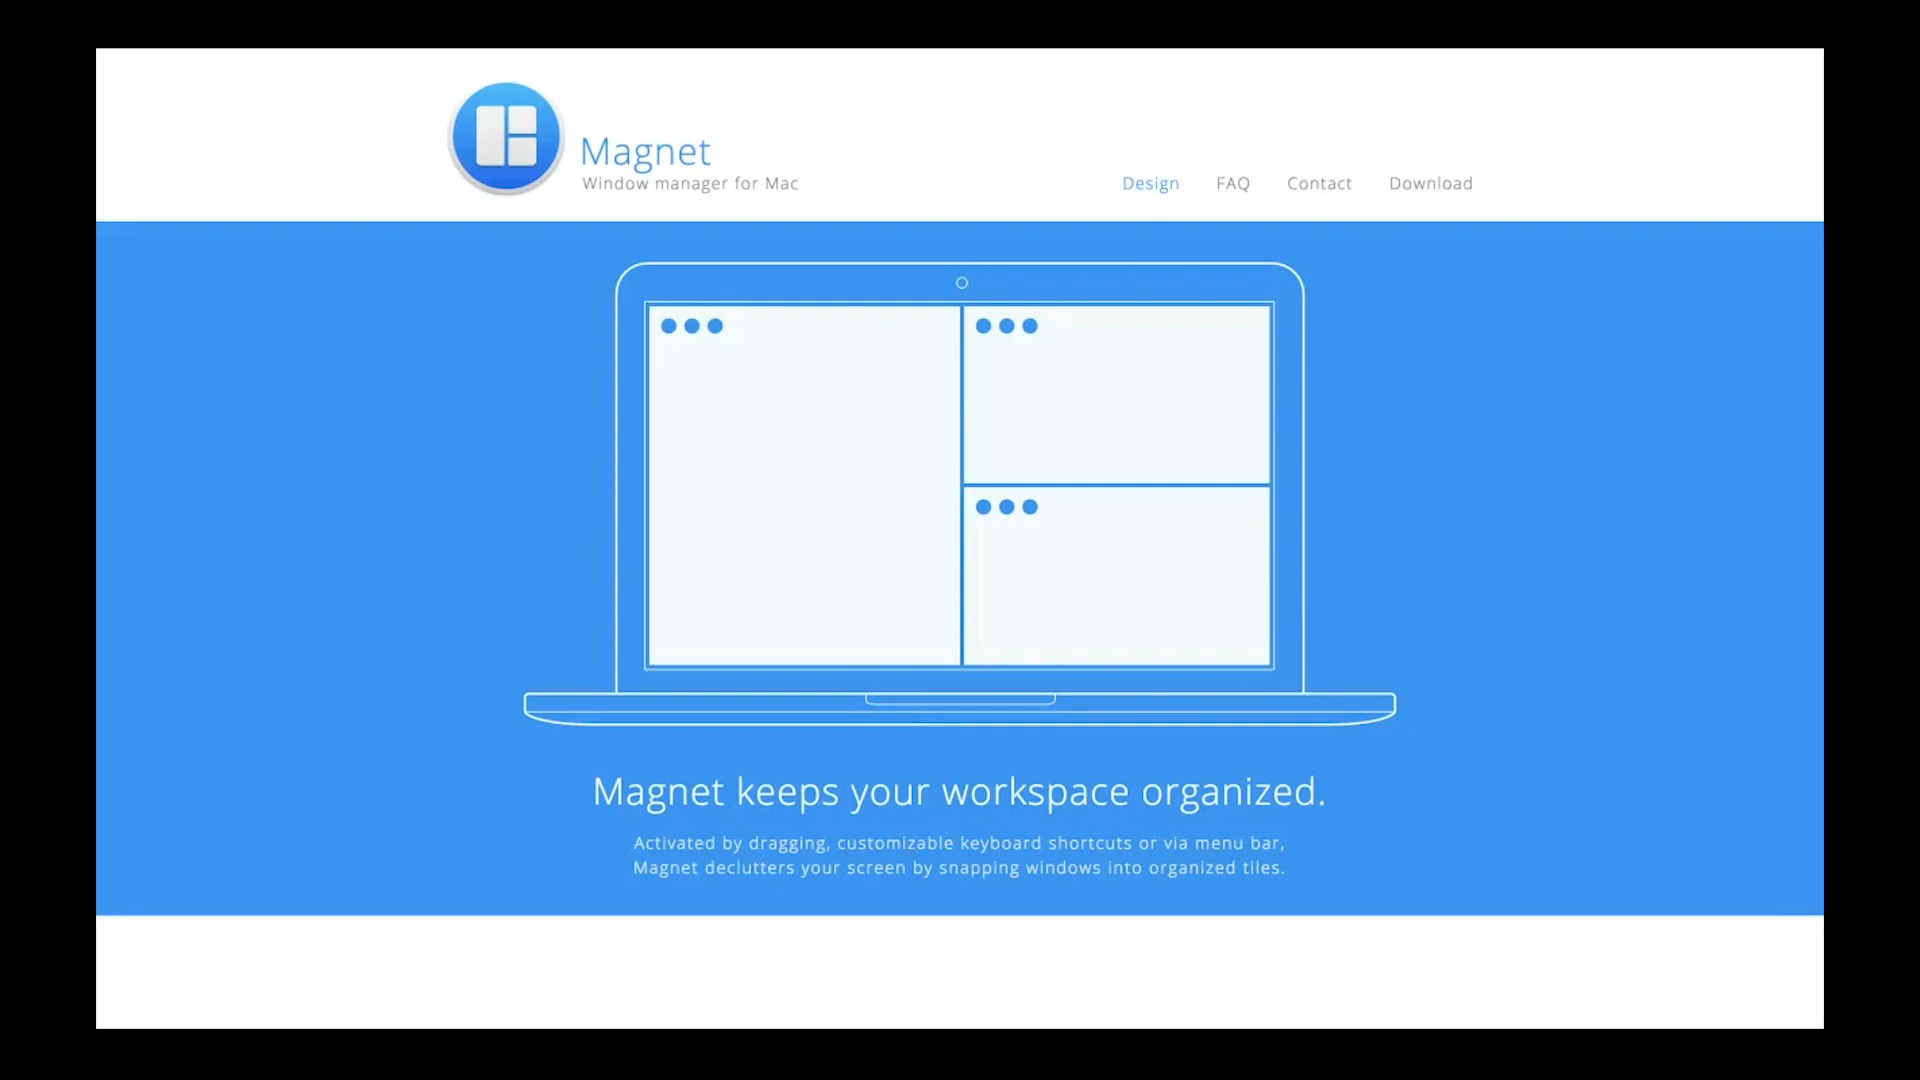 Magnet
Window manager for Mac
Design FAQ Contact Download
Magnet keeps your workspace organized.
Activated by dragging, customizable keyboard shortcuts or via menu bar,
Magnet declutters your screen by snapping windows into organized tiles.